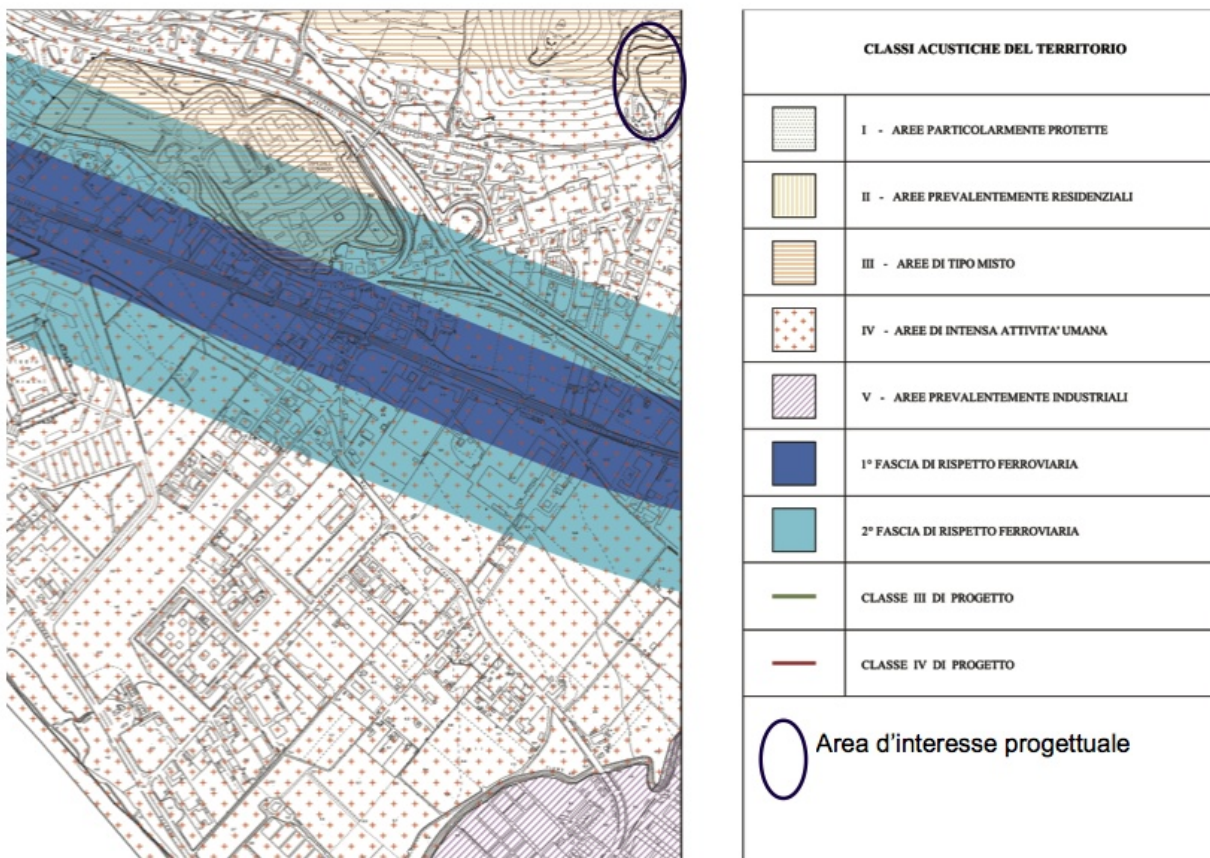 CLASSI ACUSTICHE DEL TERRITORIO
I - AREE PARTICOLARMENTE PROTETTE
II - AREE PREVALENTEMENTE RESIDENZIALI
III - AREE DI TIPO MISTO
IV - AREE DI INTENSA ATTIVITA' UMANA
V - AREE PREVALENTEMENTE INDUSTRIALI
1° FASCIA DI RISPETTO FERROVIARIA
2° FASCIA DI RISPETTO FERROVIARIA
CLASSE III DI PROGETTO
CLASSE IV DI PROGETTO
Area d'interesse progettuale